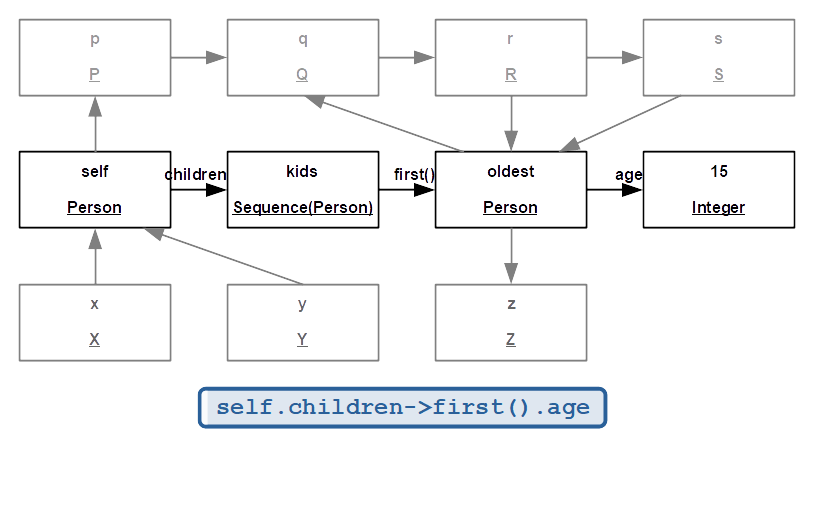 p
P
q
Q
r
R
s
S
self
Person
children
kids
Sequence(Person)
first()
oldest
Person
age
15
Integer
x
X
y
Y
z
Z
self.children->first().age